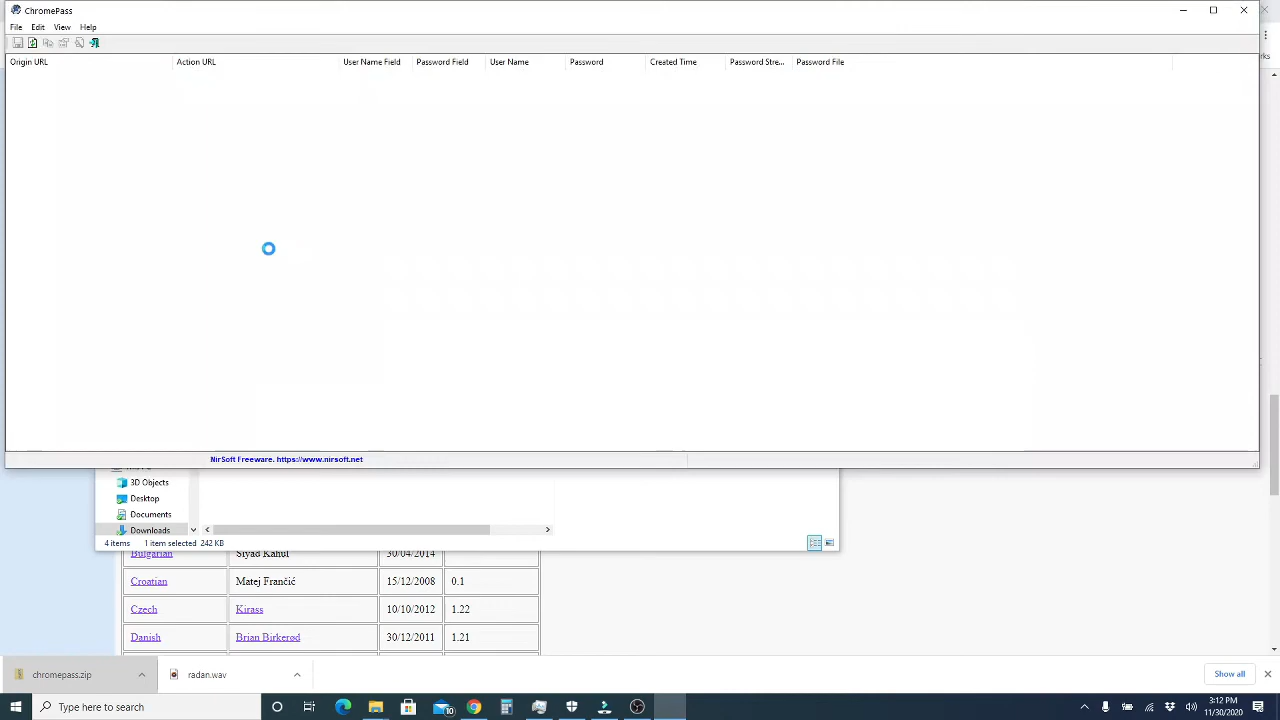 ChromePass
File Edit View Help
Origin URL Action URL User Name Field Password Field User Name Password Created Time Password Stre... Password File
NirSoft Freeware. https://www.nirsoft.net
3D Objects
Desktop
Documents
Downloads
4 items 1 item selected 242 KB
Bulgarian Siyad Kahut 30/04/2014
Croatian Matej Frančić 15/12/2008 0.1
Czech Kirass 10/10/2012 1.22
Danish Brian Birkerød 30/12/2011 1.21
chromepass.zip radan.wav Show all
Type here to search
10
3:12 PM
11/30/2020